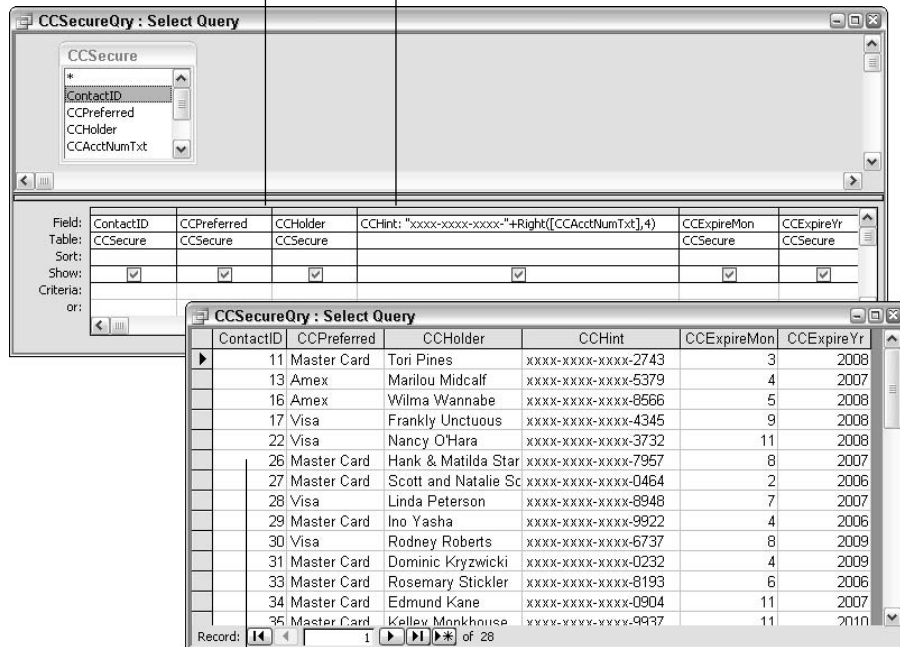 CCSecureQry : Select Query
CCSecure
*
ContactID
CCPreferred
CCHolder
CCAcctNumTxt
Field: ContactID CCPreferred CCHolder CCHint: "xxxx-xxxx-xxxx-"+Right([CCAcctNumTxt],4) CCExpireMon CCExpireYr
Table: CCSecure CCSecure CCSecure CCSecure CCSecure
Sort:
Show:
Criteria:
or:
CCSecureQry : Select Query
ContactID CCPreferred CCHolder CCHint CCExpireMon CCExpireYr
11 Master Card Tori Pines xxxx-xxxx-xxxx-2743 3 2008
13 Amex Marilou Midcalf xxxx-xxxx-xxxx-5379 4 2007
16 Amex Wilma Wannabe xxxx-xxxx-xxxx-8566 5 2008
17 Visa Frankly Unctuous xxxx-xxxx-xxxx-4345 9 2008
22 Visa Nancy O'Hara xxxx-xxxx-xxxx-3732 11 2008
26 Master Card Hank & Matilda Star xxxx-xxxx-xxxx-7957 8 2007
27 Master Card Scott and Natalie Sc xxxx-xxxx-xxxx-0464 2 2006
28 Visa Linda Peterson xxxx-xxxx-xxxx-8948 7 2007
29 Master Card Ino Yasha xxxx-xxxx-xxxx-9922 4 2006
30 Visa Rodney Roberts xxxx-xxxx-xxxx-6737 8 2009
31 Master Card Dominic Kryzwicki xxxx-xxxx-xxxx-0232 4 2009
33 Master Card Rosemary Stickler xxxx-xxxx-xxxx-8193 6 2006
34 Master Card Edmund Kane xxxx-xxxx-xxxx-0904 11 2007
35 Master Card Kelley Monkhouse xxxx-xxxx-xxxx-9937 11 2010
Record: 1 of 28